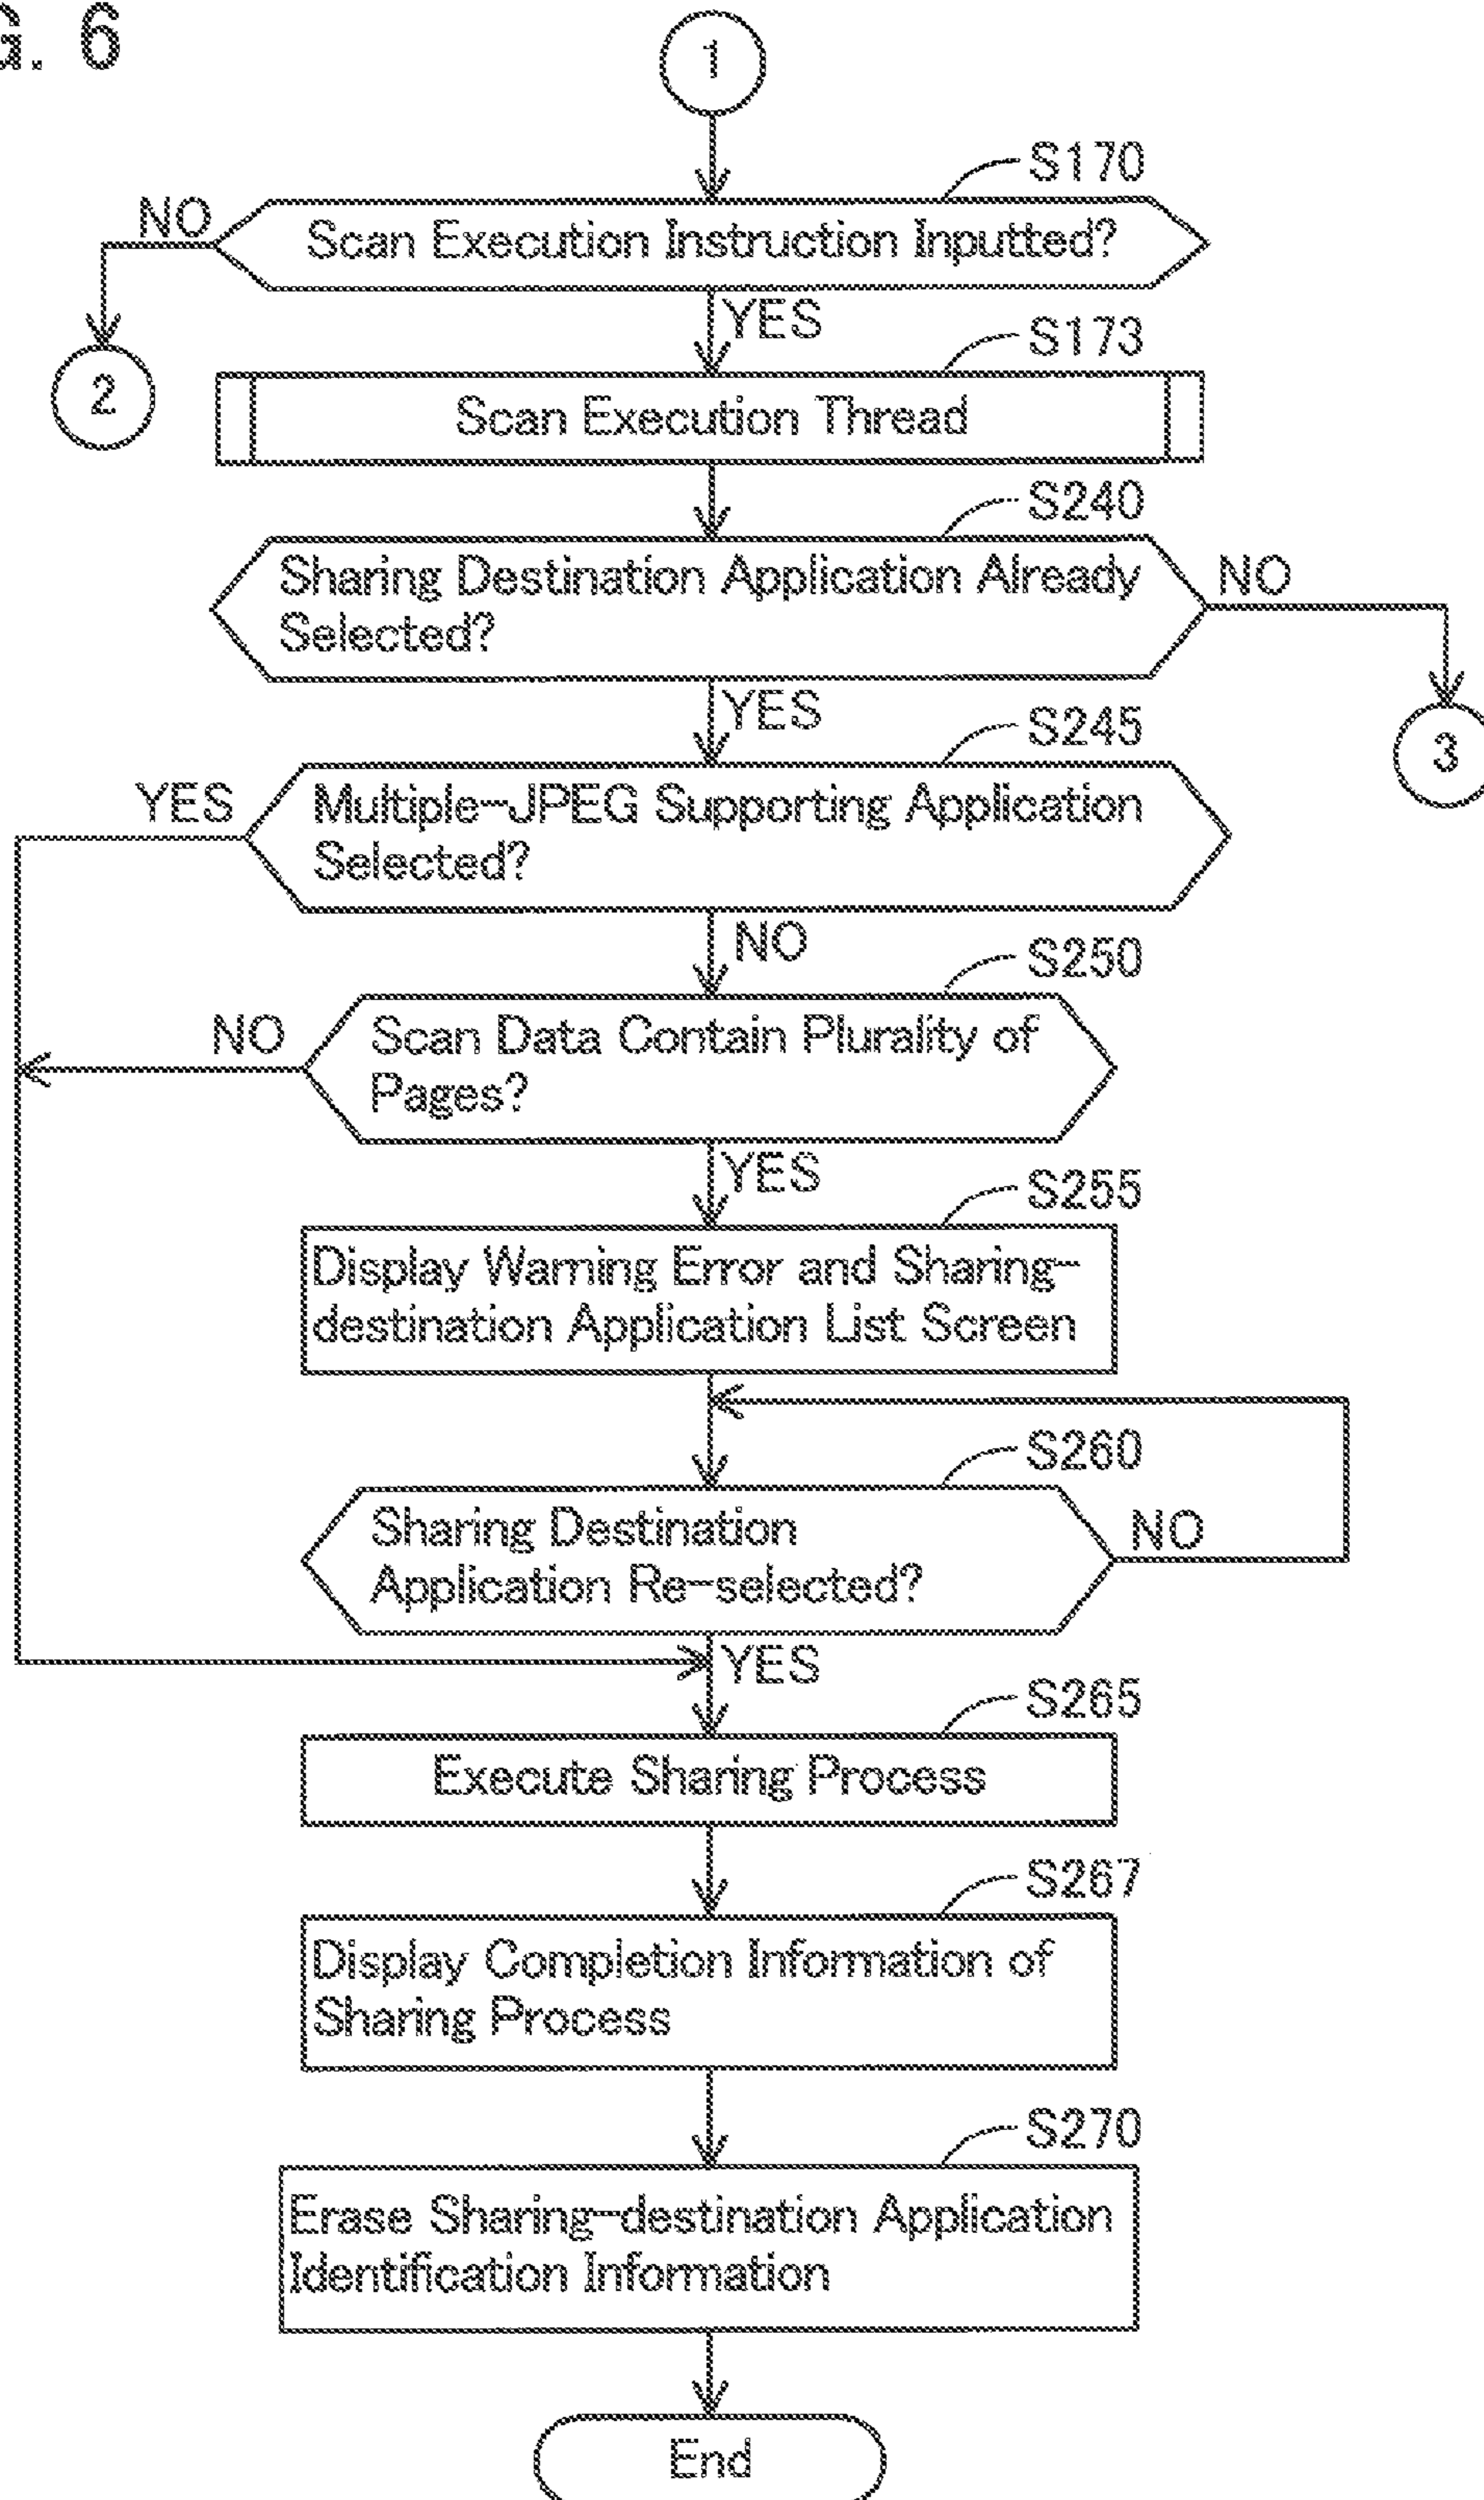 G. 6
1
S170
NO
Scan Execution Instruction Inputted?
YES
S173
2
Scan Execution Thread
S240
Sharing Destination Application Already
Selected?
NO
YES
S245
3
YES
Multiple-JPEG Supporting Application
Selected?
NO
S250
NO
Scan Data Contain Plurality of
Pages?
YES
S255
Display Warning Error and Sharing-
destination Application List Screen
S260
Sharing Destination
Application Re-selected?
NO
YES
S265
Execute Sharing Process
S267
Display Completion Information of
Sharing Process
S270
Erase Sharing-destination Application
Identification Information
End